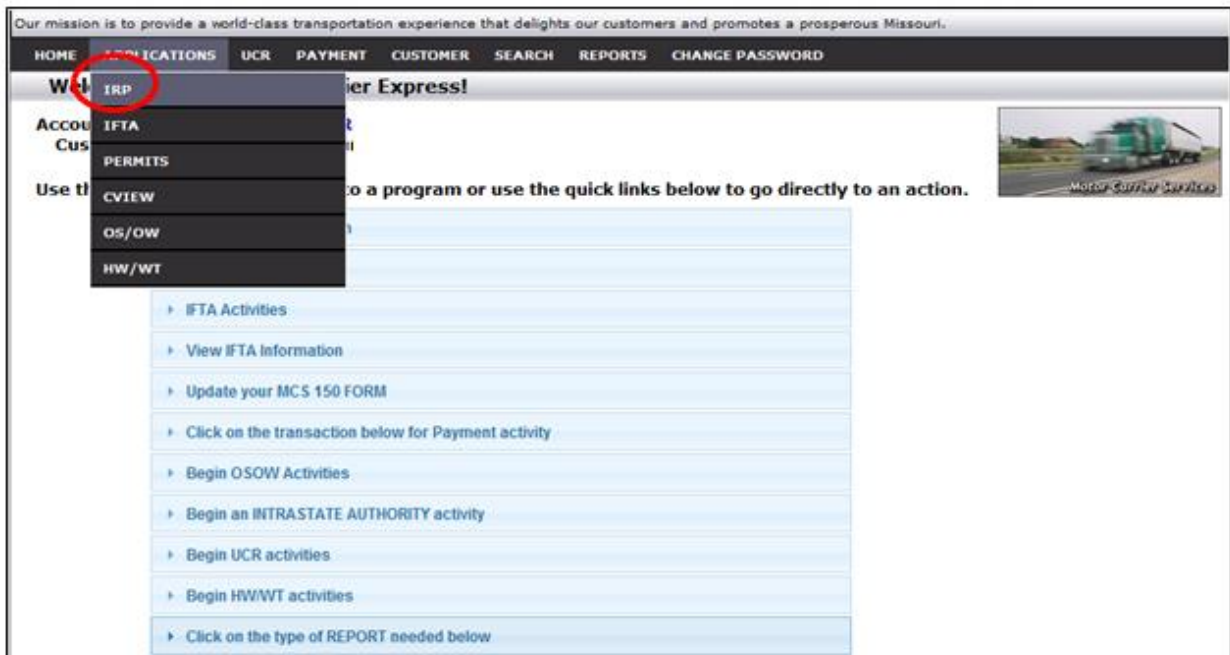 Our mission is to provide a world-class transportation experience that delights our customers and promotes a prosperous Missouri.
HOME APPLICATIONS UCR PAYMENT CUSTOMER SEARCH REPORTS CHANGE PASSWORD
IRP
Express!
IFTA
PERMITS
Use to a program or use the quick links below to go directly to an action.
Motor Carrier Services
CVIEW
OS/OW
HW/WT
IFTA Activities
View IFTA Information
Update your MCS 150 FORM
Click on the transaction below for Payment activity
Begin OSOW Activities
Begin an INTRASTATE AUTHORITY activity
Begin UCR activities
Begin HW/WT activities
Click on the type of REPORT needed below